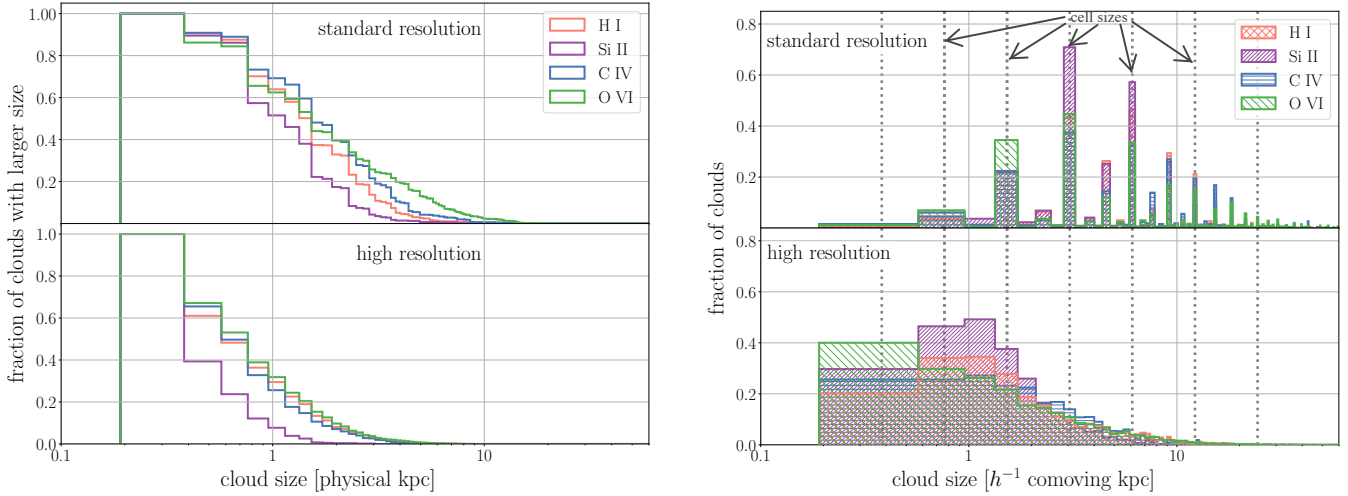 fraction of clouds with larger size
1.0
0.8
0.6
0.4
0.2
standard resolution
H I
Si II
C IV
O VI
1.0
0.8
0.6
0.4
0.2
0.0
high resolution
0.1
1
10
cloud size [physical kpc]
fraction of clouds
0.8
0.6
0.4
0.2
standard resolution
cell sizes
H I
Si II
C IV
O VI
0.8
0.6
0.4
0.2
0.0
high resolution
0.1
1
10
cloud size [h⁻¹ comoving kpc]